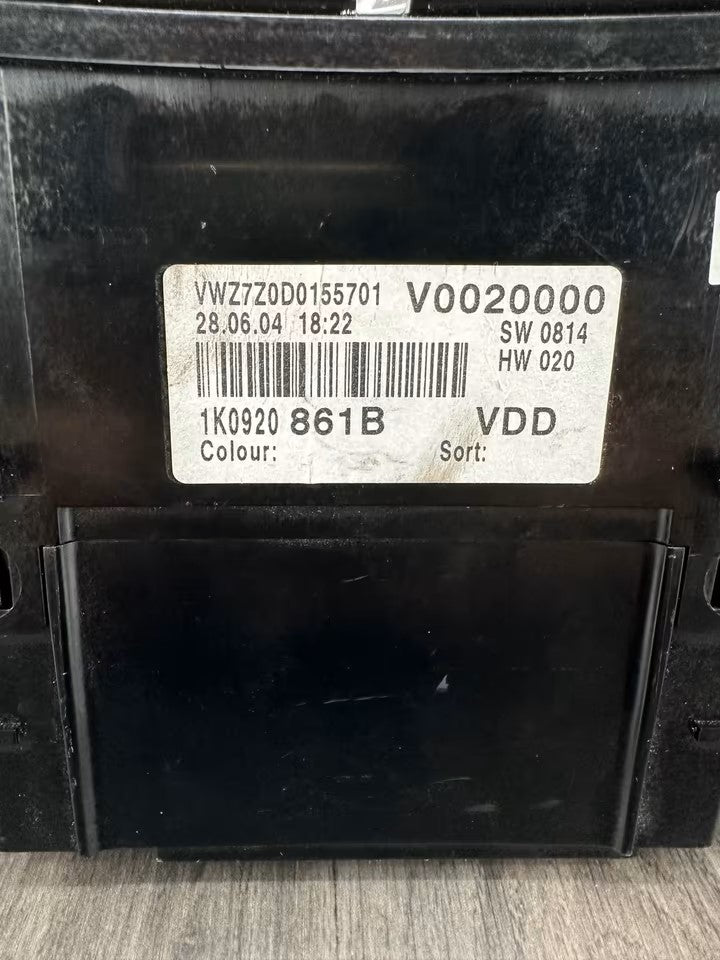 VWZ7Z0D0155701 V0020000
28.06.04 18:22 SW 0814
HW 020
1K0920 861B VDD
Colour: Sort: